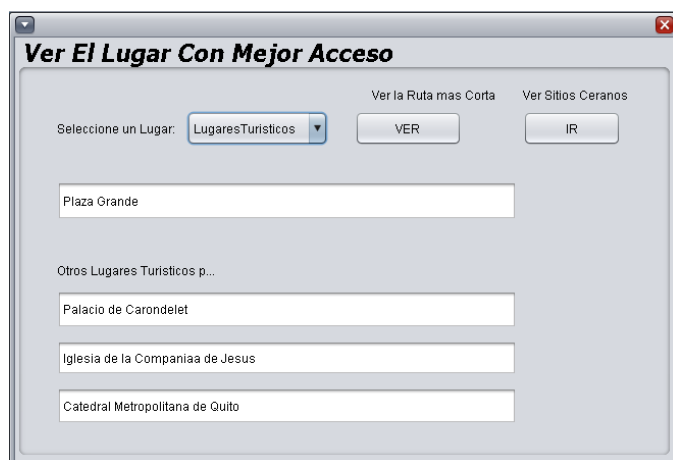 Ver El Lugar Con Mejor Acceso
Ver la Ruta mas Corta Ver Sitios Ceranos
Seleccione un Lugar: LugaresTuristicos VER IR
Plaza Grande
Otros Lugares Turisticos p...
Palacio de Carondelet
Iglesia de la Companiaa de Jesus
Catedral Metropolitana de Quito